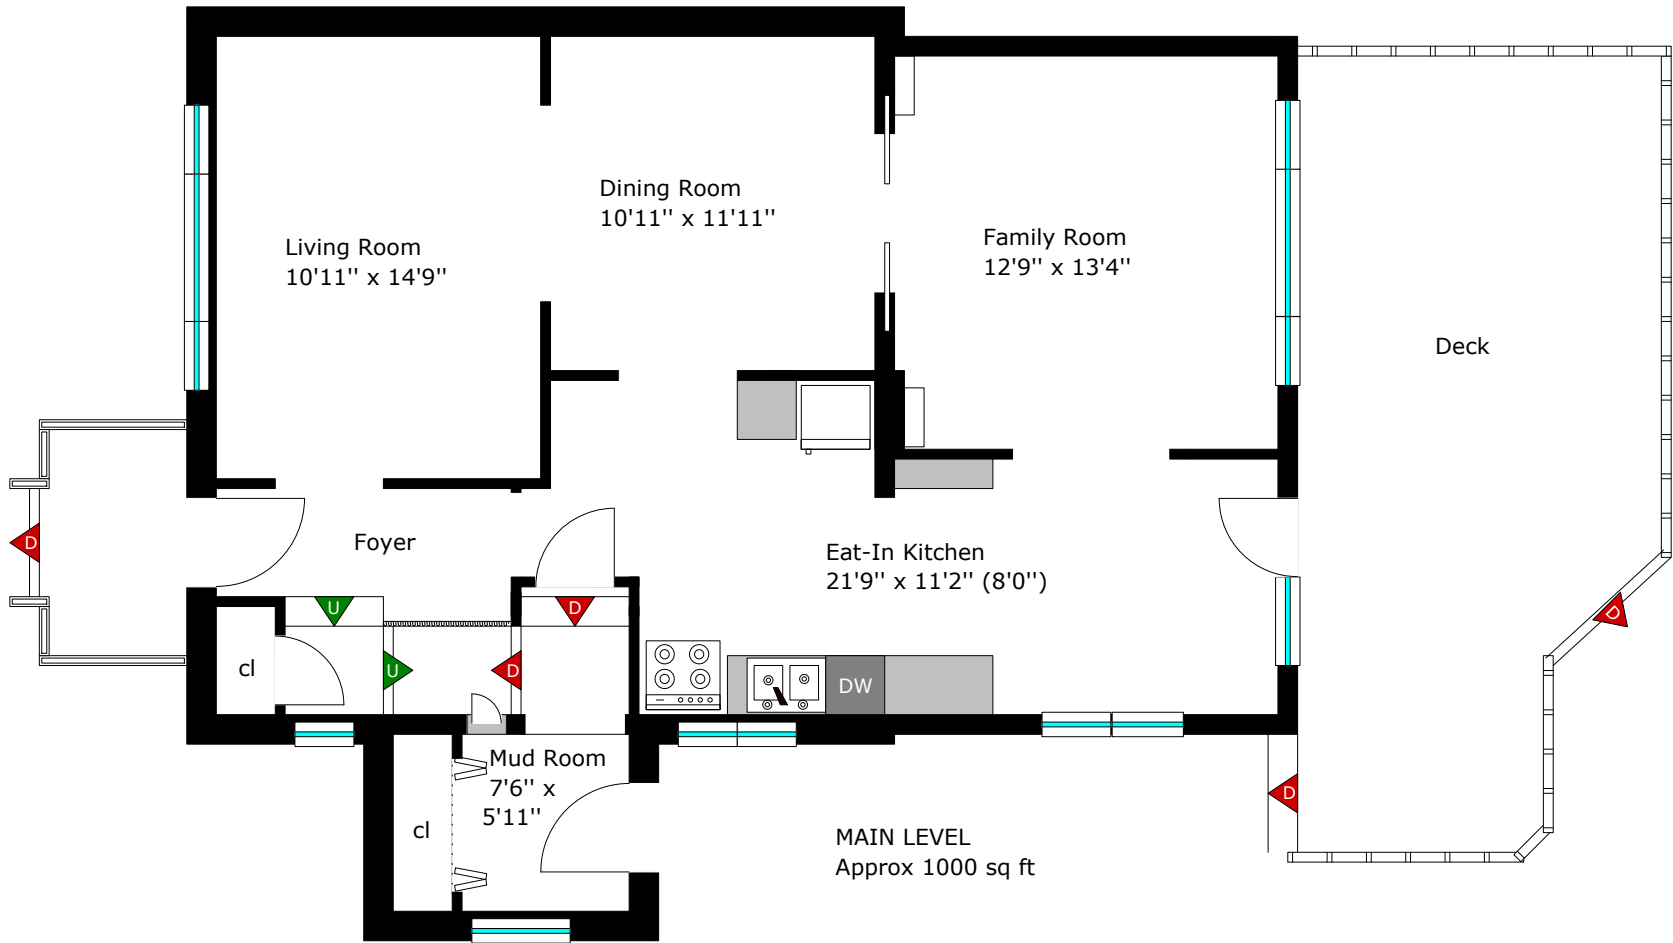 Dining Room
10'11'' x 11'11''
Living Room
10'11'' x 14'9''
Family Room
12'9'' x 13'4''
Deck
D
Foyer
Eat-In Kitchen
21'9'' x 11'2'' (8'0'')
U
D
D
cl
U
D
DW
Mud Room
7'6'' x
5'11''
D
cl
MAIN LEVEL
Approx 1000 sq ft